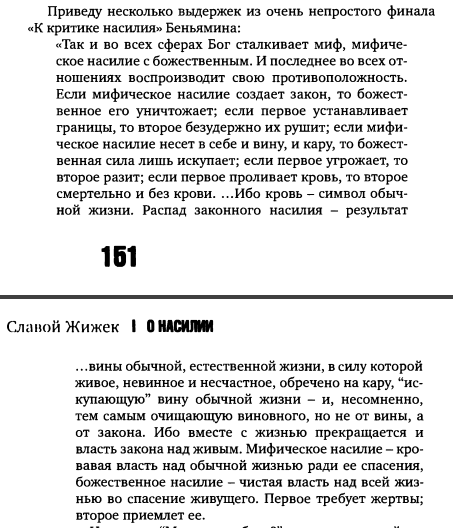 Приведу несколько выдержек из очень непростого финала
«К критике насилия» Беньямина:
«Так и во всех сферах Бог сталкивает миф, мифиче-
ское насилие с божественным. И последнее во всех от-
ношениях воспроизводит свою противоположность.
Если мифическое насилие создает закон, то божест-
венное его уничтожает; если первое устанавливает
границы, то второе безудержно их рушит; если мифи-
ческое насилие несет в себе и вину, и кару, то божест-
венная сила лишь искупает; если первое угрожает, то
второе разит; если первое проливает кровь, то второе
смертельно и без крови. …Ибо кровь – символ обыч-
ной жизни. Распад законного насилия – результат
151
Славой Жижек | О НАСИЛИИ
…вины обычной, естественной жизни, в силу которой
живое, невинное и несчастное, обречено на кару, “ис-
купающую” вину обычной жизни – и, несомненно,
тем самым очищающую виновного, но не от вины, а
от закона. Ибо вместе с жизнью прекращается и
власть закона над живым. Мифическое насилие – кро-
вавая власть над обычной жизнью ради ее спасения,
божественное насилие – чистая власть над всей жиз-
нью во спасение живущего. Первое требует жертвы;
второе приемлет ее.